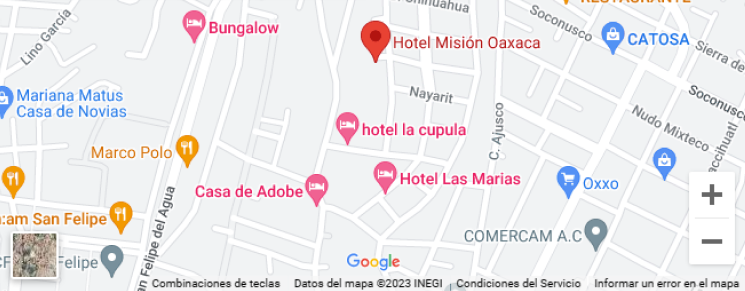 Chihuahua
RESTAURANTE
Lino García
Bungalow
Soconusco
Hotel Misión Oaxaca
CATOSA
Sierra de
Mariana Matus
Casa de Novias
Nayarit
Soconusco
hotel la cupula
Nudo Mixteco
C. Ajusco
Marco Polo
Casa de Adobe
Hotel Las Marias
Oxxo
:am San Felipe
San Felipe del Agua
COMERCAM A.C
Felipe
Google
Combinaciones de teclas
Datos del mapa ©2023 INEGI
Condiciones del Servicio
Informar un error en el mapa